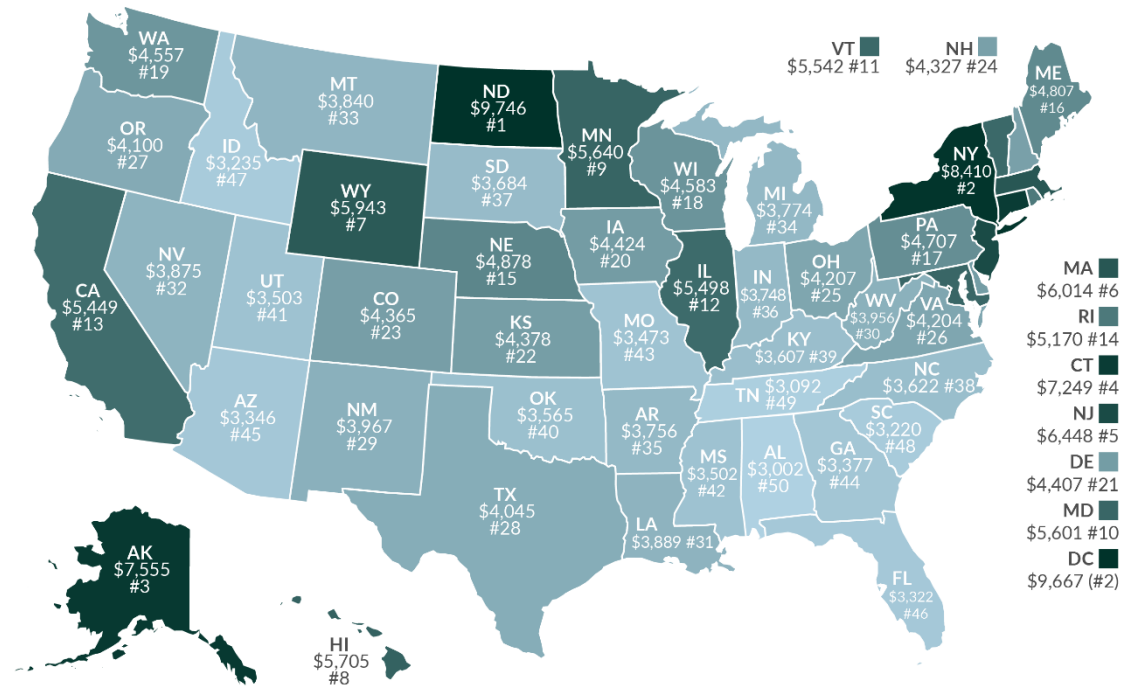 WA
$4,557
#19
OR
$4,100
#27
CA
$5,449
#13
ID
$3,235
#47
NV
$3,875
#32
MT
$3,840
#33
WY
$5,943
#7
UT
$3,503
#41
AZ
$3,346
#45
CO
$4,365
#23
NM
$3,967
#29
ND
$9,746
#1
SD
$3,684
#37
NE
$4,878
#15
KS
$4,378
#22
OK
$3,565
#40
TX
$4,045
#28
MN
$5,640
#9
IA
$4,424
#20
MO
$3,473
#43
AR
$3,756
#35
LA
$3,889 #31
WI
$4,583
#18
IL
$5,498
#12
MI
$3,774
#34
IN
$3,748
#36
OH
$4,207
#25
KY
$3,607 #39
TN $3,092
#49
MS
$3,502
#42
AL
$3,002
#50
GA
$3,377
#44
FL
$3,322
#46
SC
$3,220
#48
NC
$3,622 #38
VA
$4,204
#26
WV
$3,956
#30
PA
$4,707
#17
NY
$8,410
#2
ME
$4,807
#16
VT
$5,542 #11
NH
$4,327 #24
MA
$6,014 #6
RI
$5,170 #14
CT
$7,249 #4
NJ
$6,448 #5
DE
$4,407 #21
MD
$5,601 #10
DC
$9,667 (#2)
AK
$7,555
#3
HI
$5,705
#8